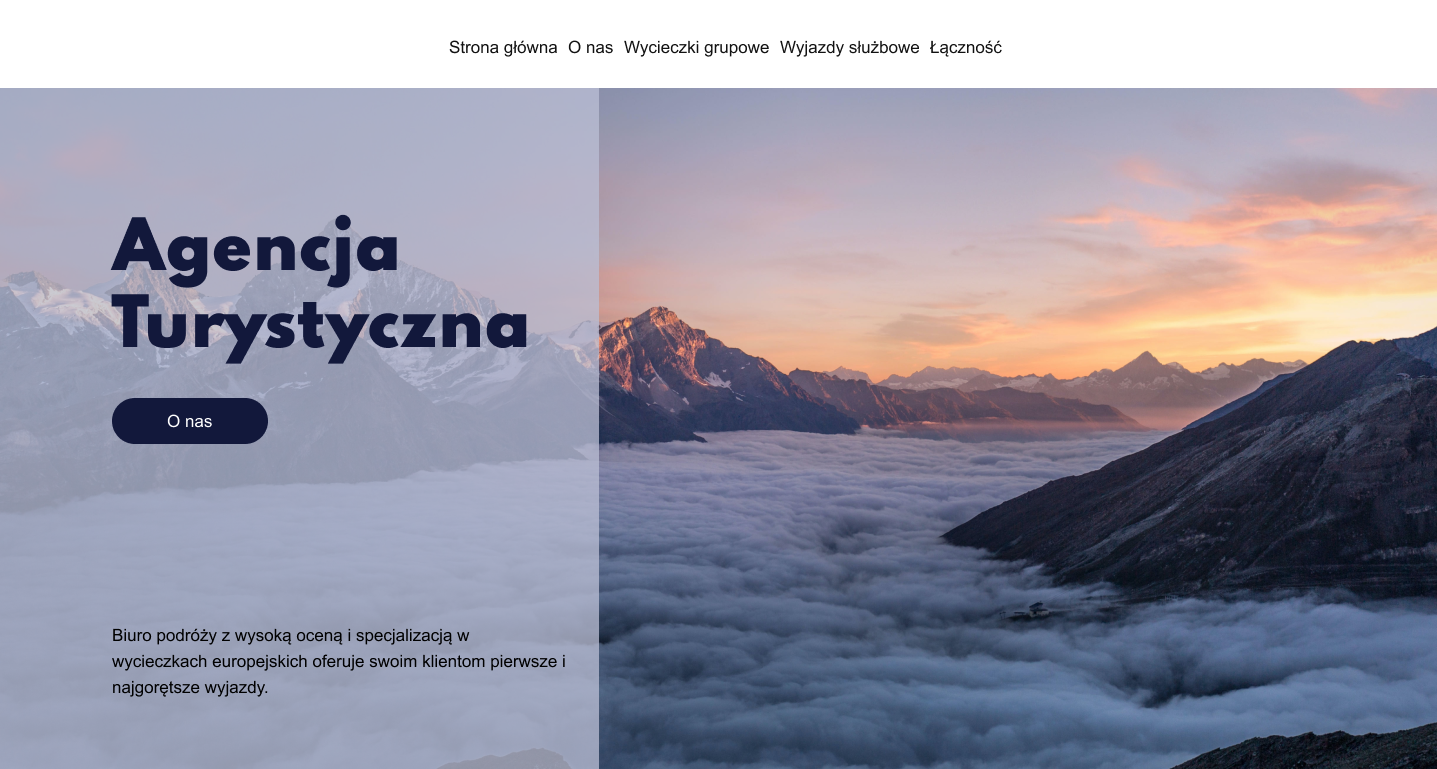 Strona główna O nas Wycieczki grupowe Wyjazdy służbowe Łączność
Agencja
Turystyczna
O nas
Biuro podróży z wysoką oceną i specjalizacją w
wycieczkach europejskich oferuje swoim klientom pierwsze i
najgorętsze wyjazdy.